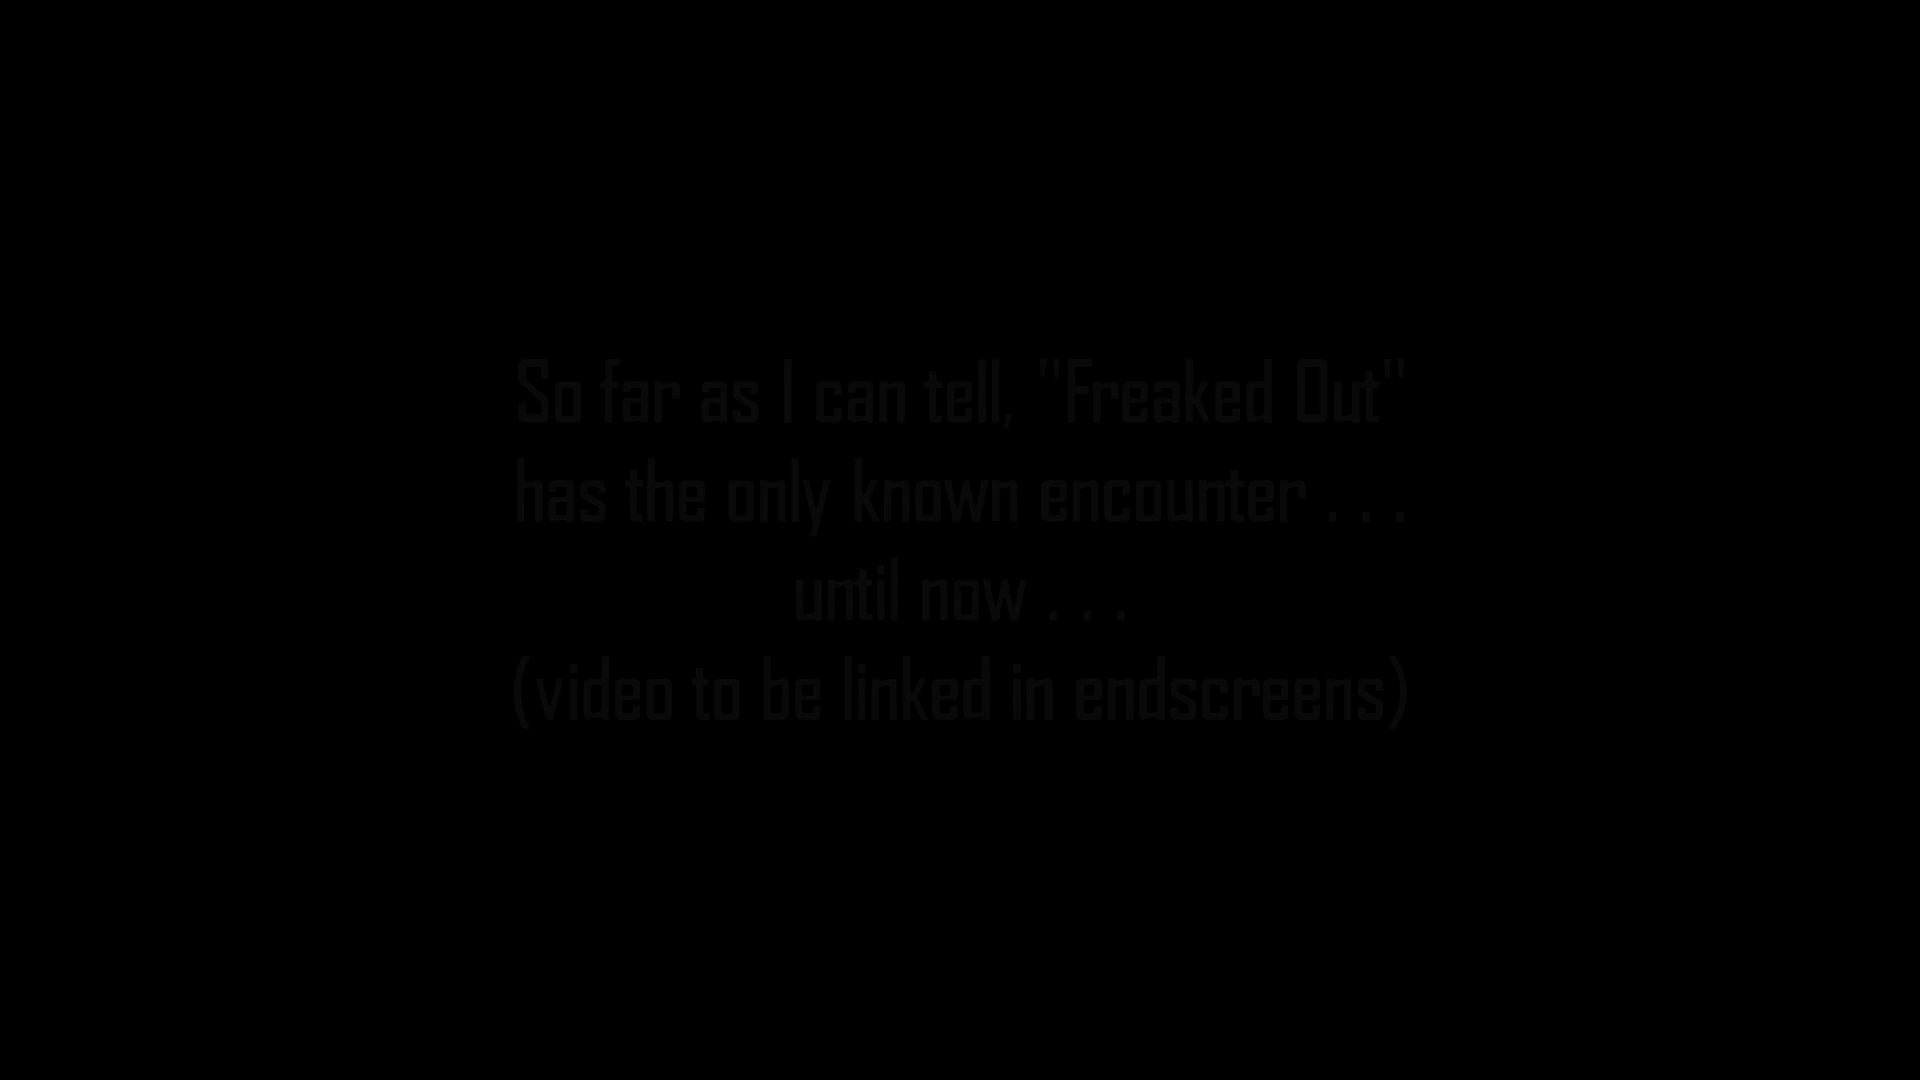 So far as I can tell, "Freaked Out"
has the only known encounter . . .
until now . . .
(video to be linked in endscreens)